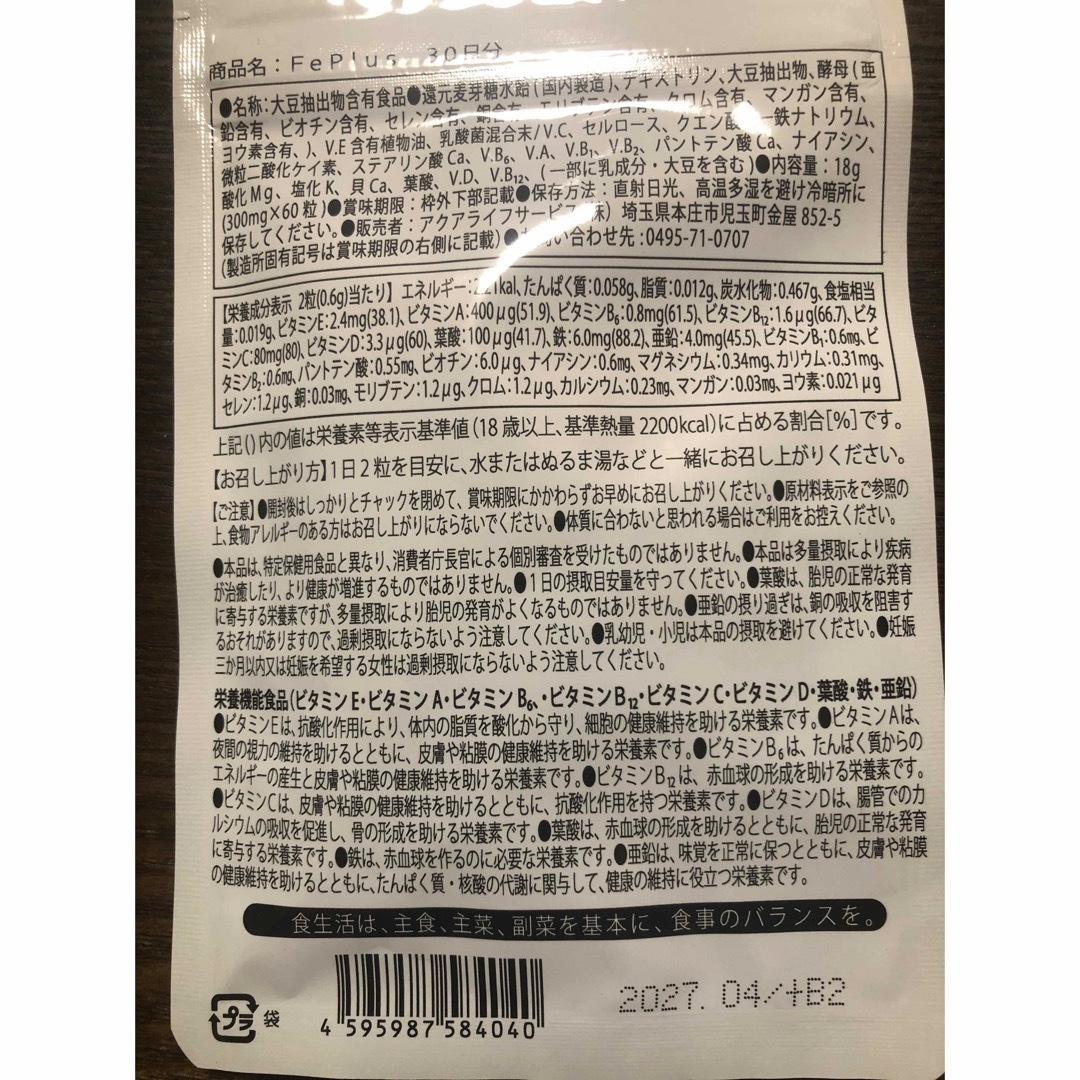 商品名：FePlus 30日分
●名称：大豆抽出物含有食品●還元麦芽糖水飴(国内製造)、デキストリン、大豆抽出物、酵母(亜
鉛含有、ビオチン含有、セレン含有、銅含有、モリブデン含有、クロム含有、マンガン含有、
ヨウ素含有、)、V.E含有植物油、乳酸菌混合末/V.C、セルロース、クエン酸 一鉄ナトリウム、
微粒二酸化ケイ素、ステアリン酸Ca、V.B₆、V.A、V.B₁、V.B₂、パントテン酸Ca、ナイアシン、
酸化Mg、塩化K、貝Ca、葉酸、V.D、V.B₁₂、(一部に乳成分・大豆を含む)●内容量：18g
(300mg×60粒)●賞味期限：枠外下部記載●保存方法：直射日光、高温多湿を避け冷暗所に
保存してください。●販売者：アクアライフサービス(株) 埼玉県本庄市児玉町金屋852-5
(製造所固有記号は賞味期限の右側に記載)●お問い合わせ先：0495-71-0707
【栄養成分表示 2粒(0.6g)当たり】エネルギー：2.21kal、たんぱく質：0.058g、脂質：0.012g、炭水化物：0.467g、食塩相当
量：0.019g、ビタミンE：2.4mg(38.1)、ビタミンA：400μg(51.9)、ビタミンB₆：0.8mg(61.5)、ビタミンB₁₂：1.6μg(66.7)、ビタ
ミンC：80mg(80)、ビタミンD：3.3μg(60)、葉酸：100μg(41.7)、鉄：6.0mg(88.2)、亜鉛：4.0mg(45.5)、ビタミンB₁：0.6mg、ビ
タミンB₂：0.6mg、パントテン酸：0.55mg、ビオチン：6.0μg、ナイアシン：0.6mg、マグネシウム：0.34mg、カリウム：0.31mg、
セレン：1.2μg、銅：0.03mg、モリブテン：1.2μg、クロム：1.2μg、カルシウム：0.23mg、マンガン：0.03mg、ヨウ素：0.021μg
上記()内の値は栄養素等表示基準値(18歳以上、基準熱量2200kcal)に占める割合[%]です。
【お召し上がり方】1日2粒を目安に、水またはぬるま湯などと一緒にお召し上がりください。
【ご注意】●開封後はしっかりとチャックを閉めて、賞味期限にかかわらずお早めにお召し上がりください。●原材料表示をご参照の
上、食物アレルギーのある方はお召し上がりにならないでください。●体質に合わないと思われる場合はご利用をお控えください。
●本品は、特定保健用食品と異なり、消費者庁長官による個別審査を受けたものではありません。●本品は多量摂取により疾病
が治癒したり、より健康が増進するものではありません。●1日の摂取目安量を守ってください。●葉酸は、胎児の正常な発育
に寄与する栄養素ですが、多量摂取により胎児の発育がよくなるものではありません。●亜鉛の摂り過ぎは、銅の吸収を阻害す
るおそれがありますので、過剰摂取にならないよう注意してください。●乳幼児・小児は本品の摂取を避けてください。●妊娠
三か月以内又は妊娠を希望する女性は過剰摂取にならないよう注意してください。
栄養機能食品(ビタミンE・ビタミンA・ビタミンB₆、・ビタミンB₁₂・ビタミンC・ビタミンD・葉酸・鉄・亜鉛)
●ビタミンEは、抗酸化作用により、体内の脂質を酸化から守り、細胞の健康維持を助ける栄養素です。●ビタミンAは、
夜間の視力の維持を助けるとともに、皮膚や粘膜の健康維持を助ける栄養素です。●ビタミンB₆は、たんぱく質からの
エネルギーの産生と皮膚や粘膜の健康維持を助ける栄養素です。●ビタミンB₁₂は、赤血球の形成を助ける栄養素です。
●ビタミンCは、皮膚や粘膜の健康維持を助けるとともに、抗酸化作用を持つ栄養素です。●ビタミンDは、腸管でのカ
ルシウムの吸収を促進し、骨の形成を助ける栄養素です。●葉酸は、赤血球の形成を助けるとともに、胎児の正常な発育
に寄与する栄養素です。●鉄は、赤血球を作るのに必要な栄養素です。●亜鉛は、味覚を正常に保つとともに、皮膚や粘膜
の健康維持を助けるとともに、たんぱく質・核酸の代謝に関与して、健康の維持に役立つ栄養素です。
食生活は、主食、主菜、副菜を基本に、食事のバランスを。
プラ 袋
4 595987 584040
2027. 04/+B2